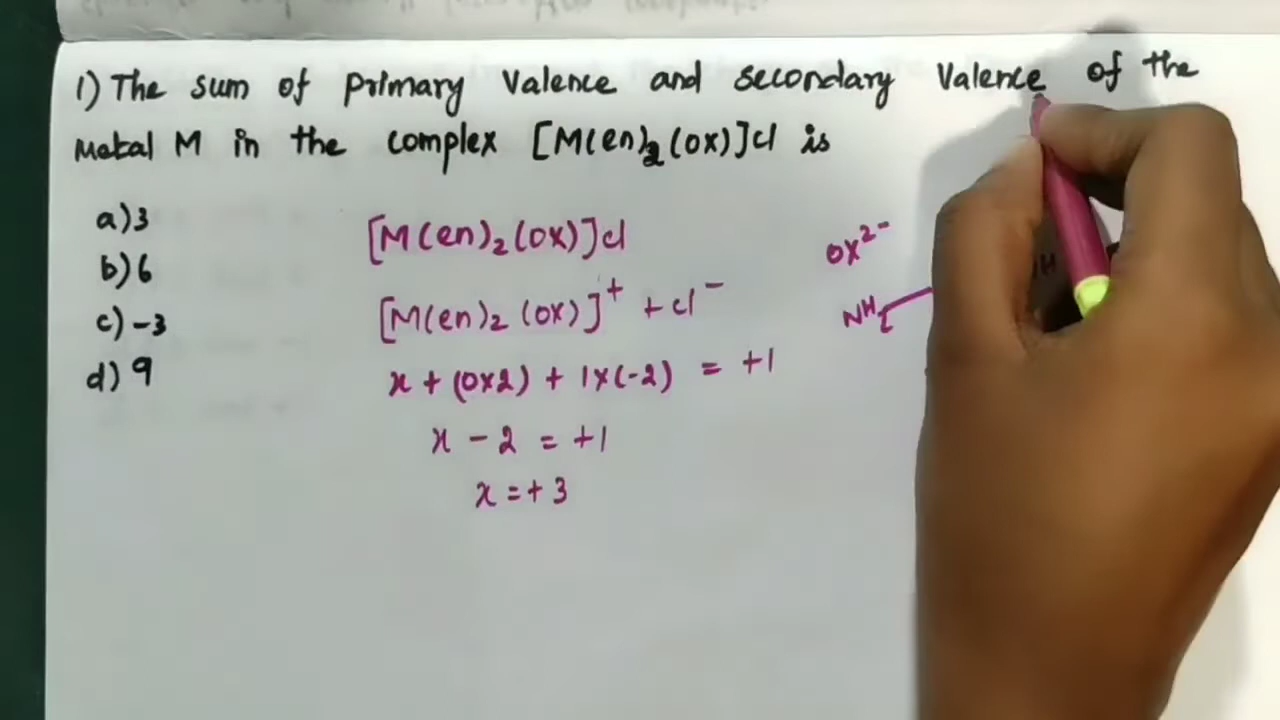 1) The sum of primary valence and secondary valence of the
metal M in the complex [M(en)₂(ox)]Cl is
a) 3
b) 6
c) -3
d) 9
[M(en)₂(ox)]Cl
[M(en)₂(ox)]⁺ + Cl⁻
x + (0x2) + 1x(-2) = +1
x - 2 = +1
x = +3
ox²⁻
NH₂